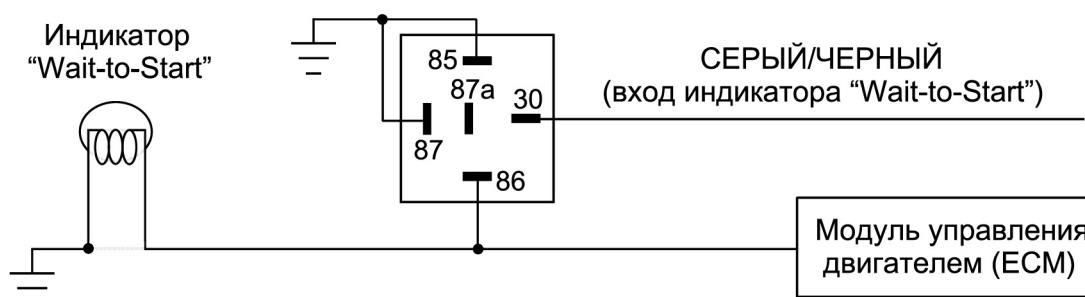 Индикатор
“Wait-to-Start”
85
87a
30
87
86
СЕРЫЙ/ЧЕРНЫЙ
(вход индикатора “Wait-to-Start”)
Модуль управления
двигателем (ECM)